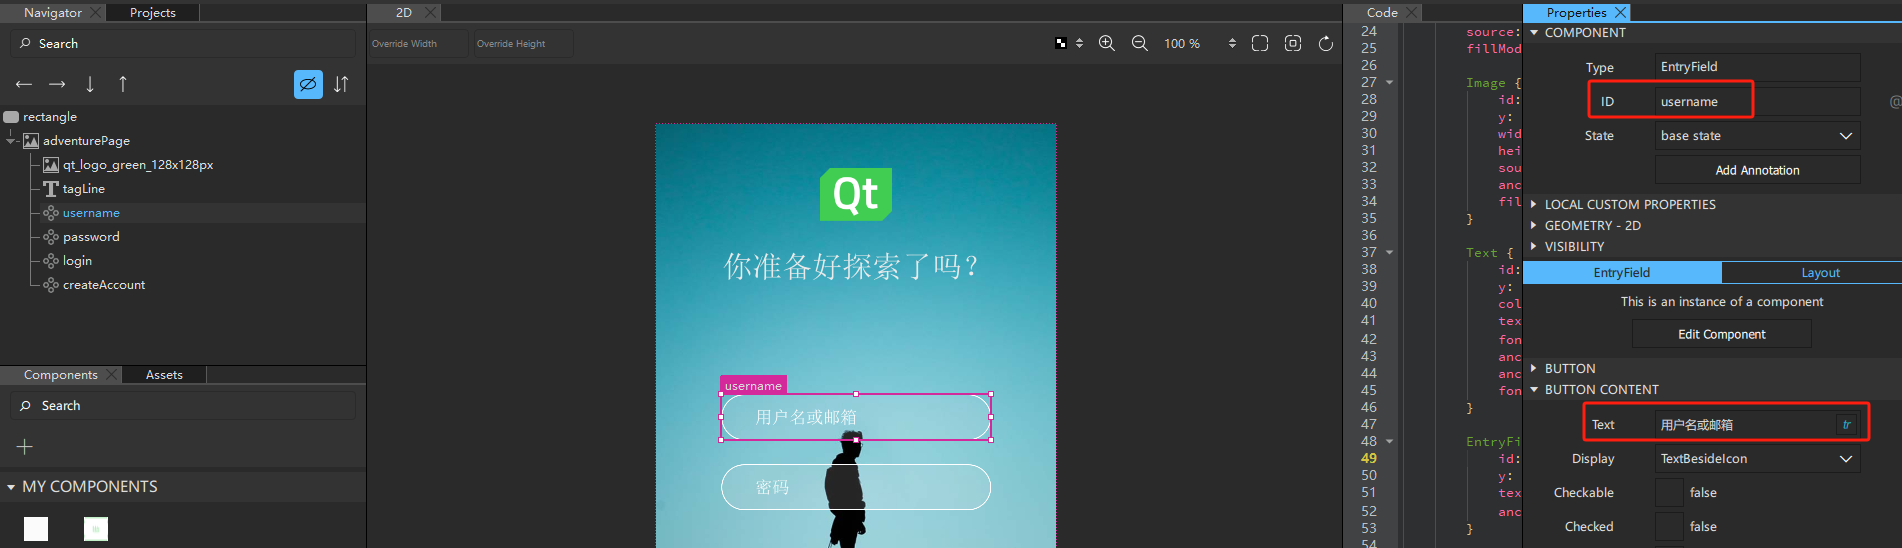 Navigator
Projects
Search
rectangle
adventurePage
qt_logo_green_128x128px
tagLine
username
password
login
createAccount
Components
Assets
Search
MY COMPONENTS
2D
Override Width
Override Height
100 %
Qt
你准备好探索了吗？
username
用户名或邮箱
密码
Code
24 source:
25 fillMod
26
27 Image {
28 id:
29 y:
30 wid
31 hei
32 sou
33 anc
34 fil
35 }
36
37 Text {
38 id:
39 y:
40 col
41 tex
42 fon
43 anc
44 anc
45 fon
46 }
47
48 EntryFi
49 id:
50 y:
51 tex
52 anc
53 }
54
Properties
COMPONENT
Type EntryField
ID username
@
State base state
Add Annotation
LOCAL CUSTOM PROPERTIES
GEOMETRY - 2D
VISIBILITY
EntryField Layout
This is an instance of a component
Edit Component
BUTTON
BUTTON CONTENT
Text 用户名或邮箱 tr
Display TextBesideIcon
Checkable false
Checked false